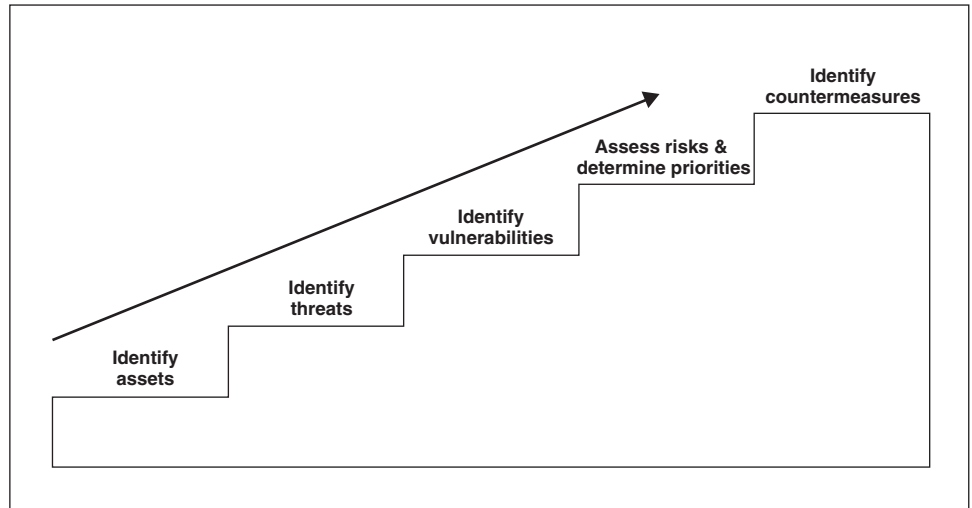 Identify
assets
Identify
threats
Identify
vulnerabilities
Assess risks &
determine priorities
Identify
countermeasures